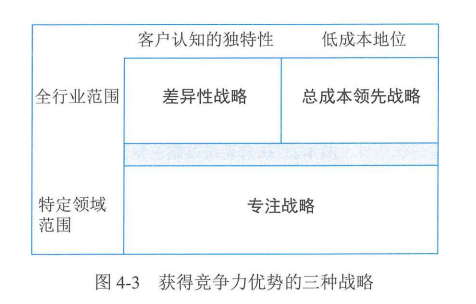 客户认知的独特性 低成本地位
全行业范围 差异性战略 总成本领先战略
特定领域 专注战略
范围
图 4-3 获得竞争力优势的三种战略